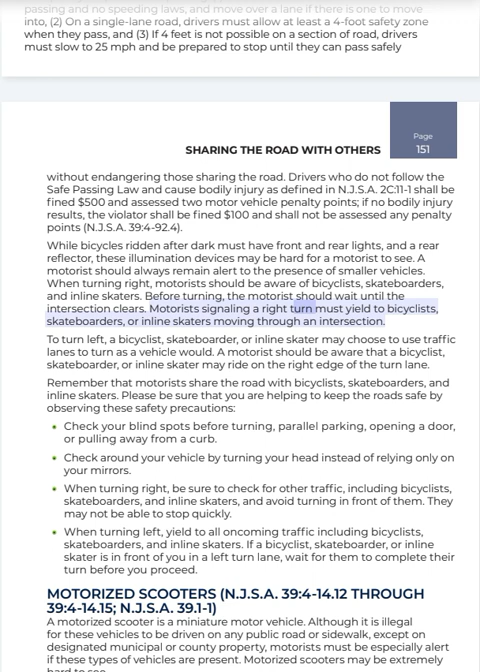 passing and no speeding laws, and move over a lane if there is one to move
into, (2) On a single-lane road, drivers must allow at least a 4-foot safety zone
when they pass, and (3) If 4 feet is not possible on a section of road, drivers
must slow to 25 mph and be prepared to stop until they can pass safely
Page
SHARING THE ROAD WITH OTHERS 151
without endangering those sharing the road. Drivers who do not follow the
Safe Passing Law and cause bodily injury as defined in N.J.S.A. 2C:11-1 shall be
fined $500 and assessed two motor vehicle penalty points; if no bodily injury
results, the violator shall be fined $100 and shall not be assessed any penalty
points (N.J.S.A. 39:4-92.4).
While bicycles ridden after dark must have front and rear lights, and a rear
reflector, these illumination devices may be hard for a motorist to see. A
motorist should always remain alert to the presence of smaller vehicles.
When turning right, motorists should be aware of bicyclists, skateboarders,
and inline skaters. Before turning, the motorist should wait until the
intersection clears. Motorists signaling a right turn must yield to bicyclists,
skateboarders, or inline skaters moving through an intersection.
To turn left, a bicyclist, skateboarder, or inline skater may choose to use traffic
lanes to turn as a vehicle would. A motorist should be aware that a bicyclist,
skateboarder, or inline skater may ride on the right edge of the turn lane.
Remember that motorists share the road with bicyclists, skateboarders, and
inline skaters. Please be sure that you are helping to keep the roads safe by
observing these safety precautions:
• Check your blind spots before turning, parallel parking, opening a door,
or pulling away from a curb.
• Check around your vehicle by turning your head instead of relying only on
your mirrors.
• When turning right, be sure to check for other traffic, including bicyclists,
skateboarders, and inline skaters, and avoid turning in front of them. They
may not be able to stop quickly.
• When turning left, yield to all oncoming traffic including bicyclists,
skateboarders, and inline skaters. If a bicyclist, skateboarder, or inline
skater is in front of you in a left turn lane, wait for them to complete their
turn before you proceed.
MOTORIZED SCOOTERS (N.J.S.A. 39:4-14.12 THROUGH
39:4-14.15; N.J.S.A. 39.1-1)
A motorized scooter is a miniature motor vehicle. Although it is illegal
for these vehicles to be driven on any public road or sidewalk, except on
designated municipal or county property, motorists must be especially alert
if these types of vehicles are present. Motorized scooters may be extremely
hard to see